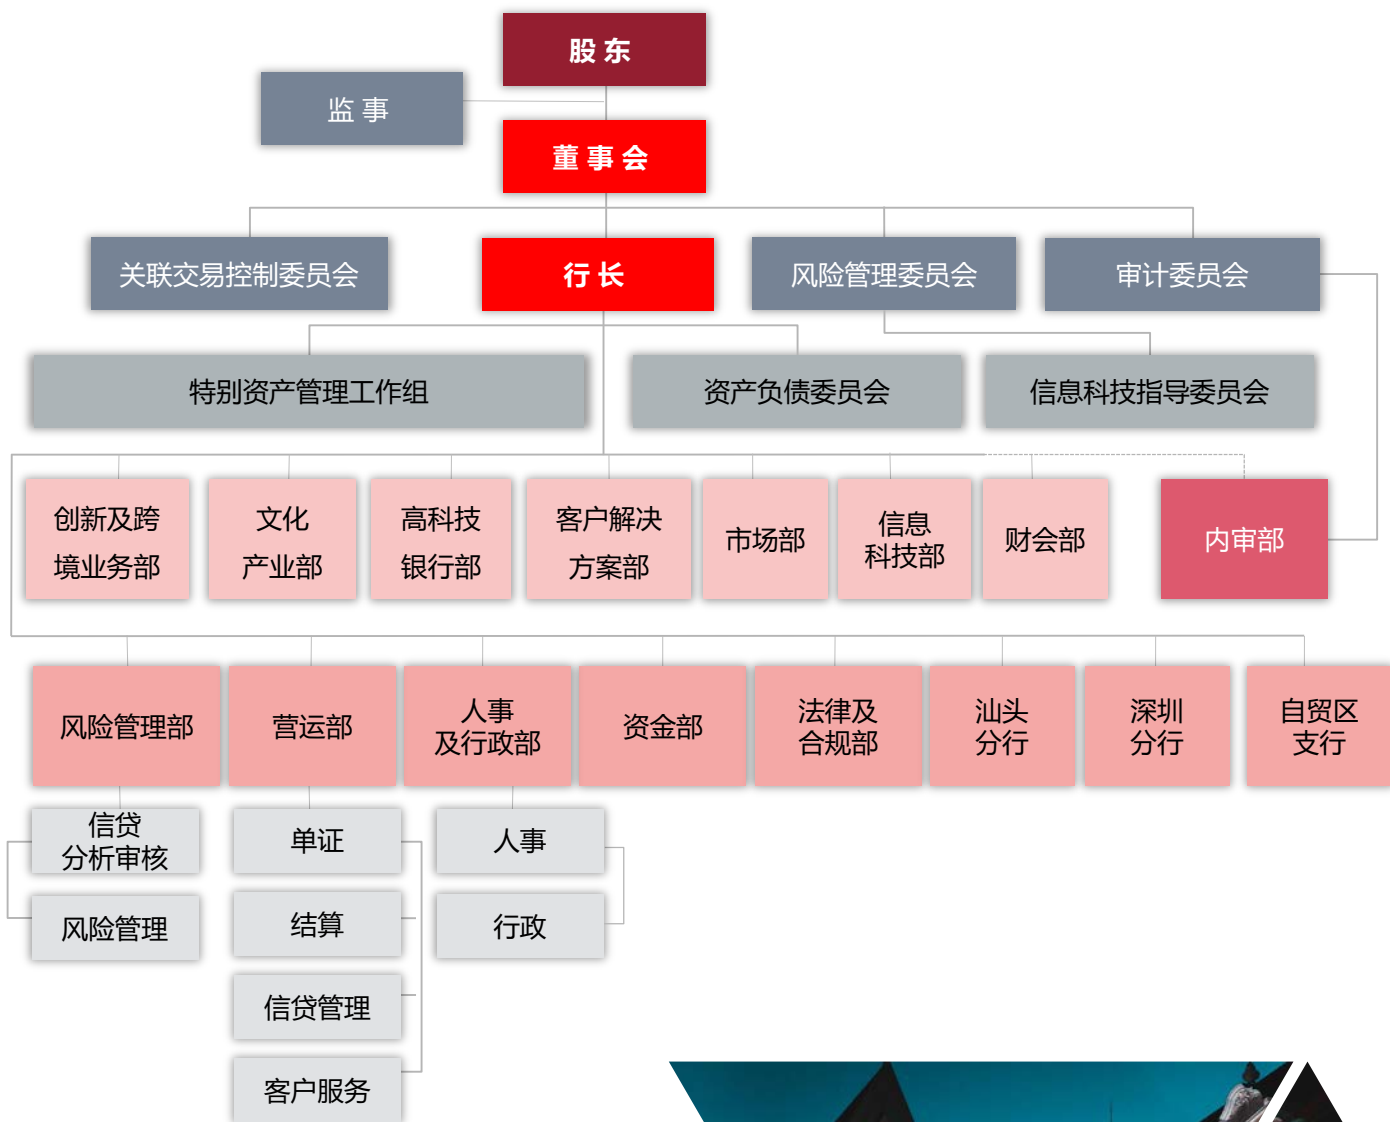 股 东
监 事
董 事 会
关联交易控制委员会
行 长
风险管理委员会
审计委员会
特别资产管理工作组
资产负债委员会
信息科技指导委员会
创新及跨
境业务部
文化
产业部
高科技
银行部
客户解决
方案部
市场部
信息
科技部
财会部
内审部
风险管理部
营运部
人事
及行政部
资金部
法律及
合规部
汕头
分行
深圳
分行
自贸区
支行
信贷
分析审核
单证
人事
风险管理
结算
行政
信贷管理
客户服务